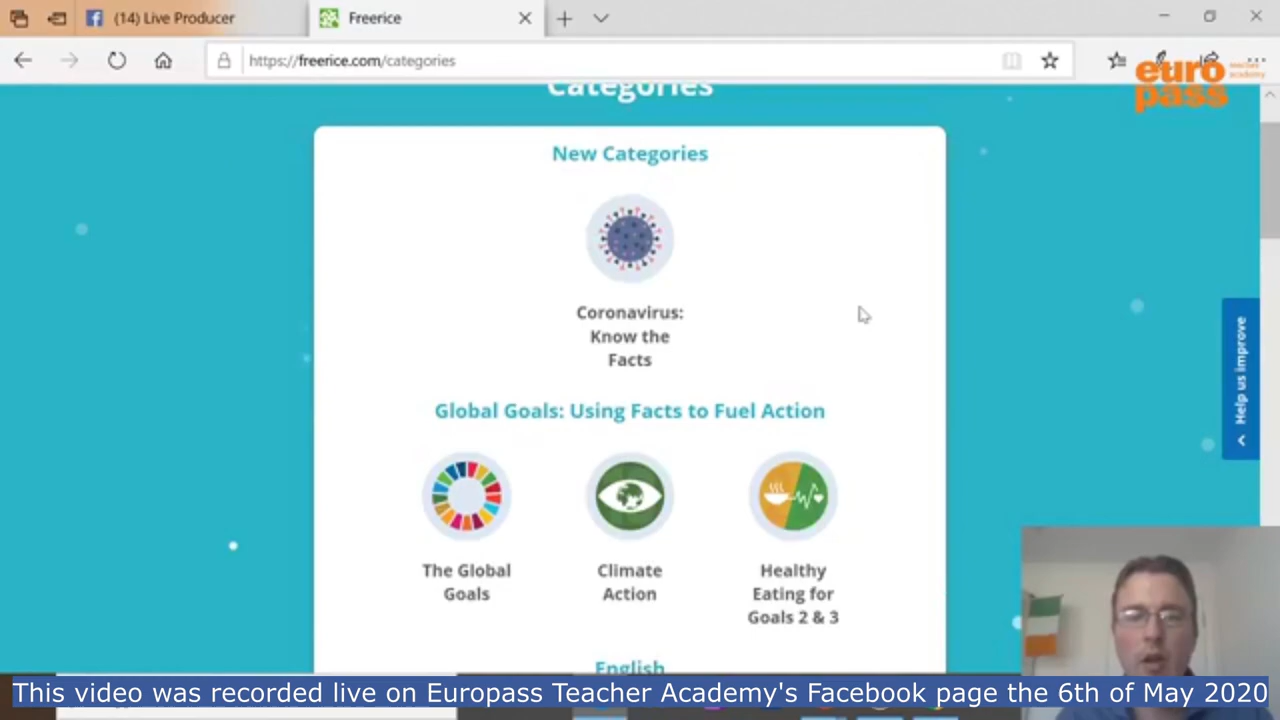 (14) Live Producer
Freerice
https://freerice.com/categories
euro
pass
teacher
academy
Categories
New Categories
Coronavirus:
Know the
Facts
Global Goals: Using Facts to Fuel Action
The Global
Goals
Climate
Action
Healthy
Eating for
Goals 2 & 3
English
Help us improve
This video was recorded live on Europass Teacher Academy's Facebook page the 6th of May 2020